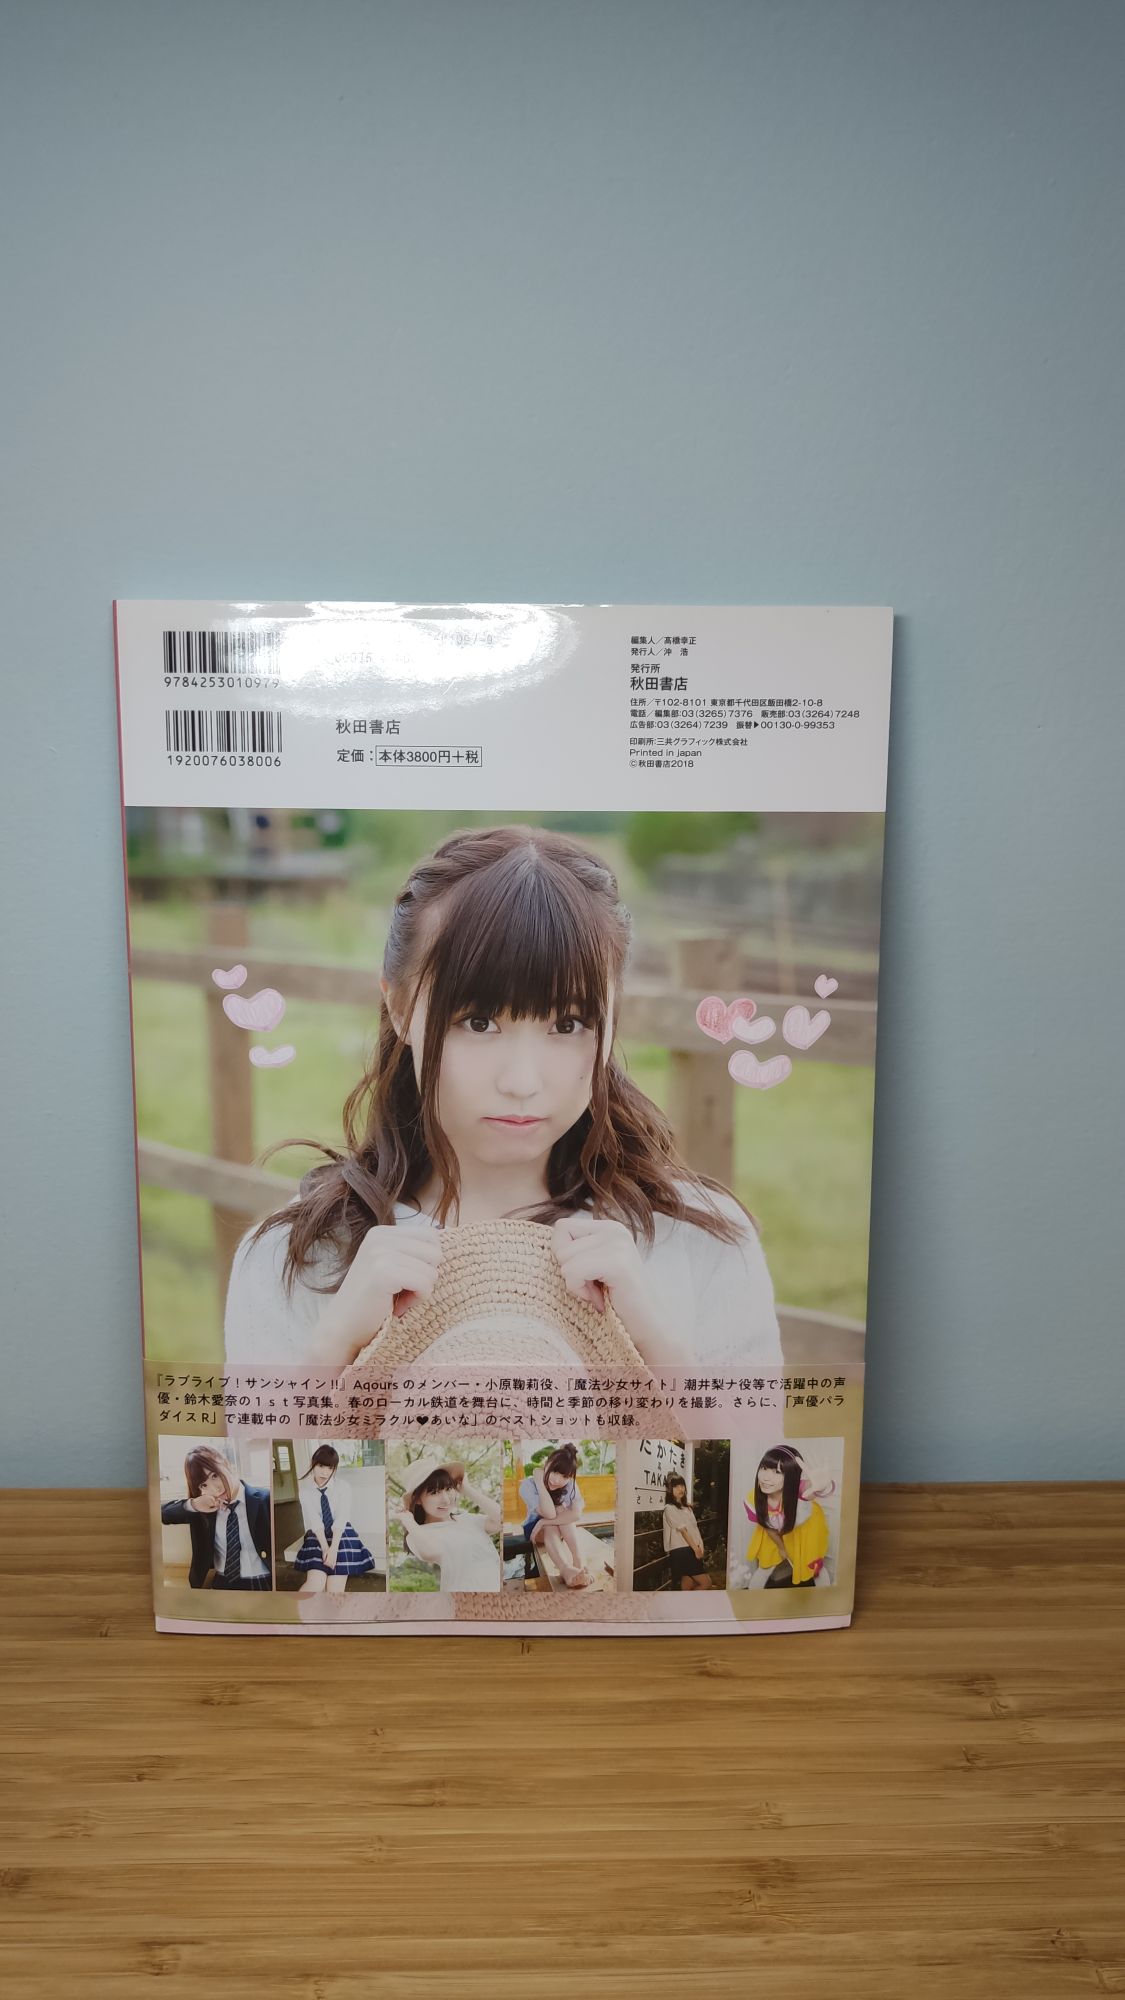 9784253010979
1920076038006
秋田書店
定価：本体3800円＋税
編集人／髙橋幸正
発行人／沖　浩
発行所
秋田書店
住所／〒102-8101 東京都千代田区飯田橋2-10-8
電話／編集部:03(3265)7376　販売部:03(3264)7248
広告部:03(3264)7239　振替▶00130-0-99353
印刷所:三共グラフィック株式会社
Printed in japan
©秋田書店2018
『ラブライブ！サンシャイン!!』Aqours のメンバー・小原鞠莉役、『魔法少女サイト』潮井梨ナ役等で活躍中の声
優・鈴木愛奈の１ｓｔ写真集。春のローカル鉄道を舞台に、時間と季節の移り変わりを撮影。さらに、「声優パラ
ダイスR」で連載中の「魔法少女ミラクル♥あいな」のベストショットも収録。
たかたき
TAKA
さとみ